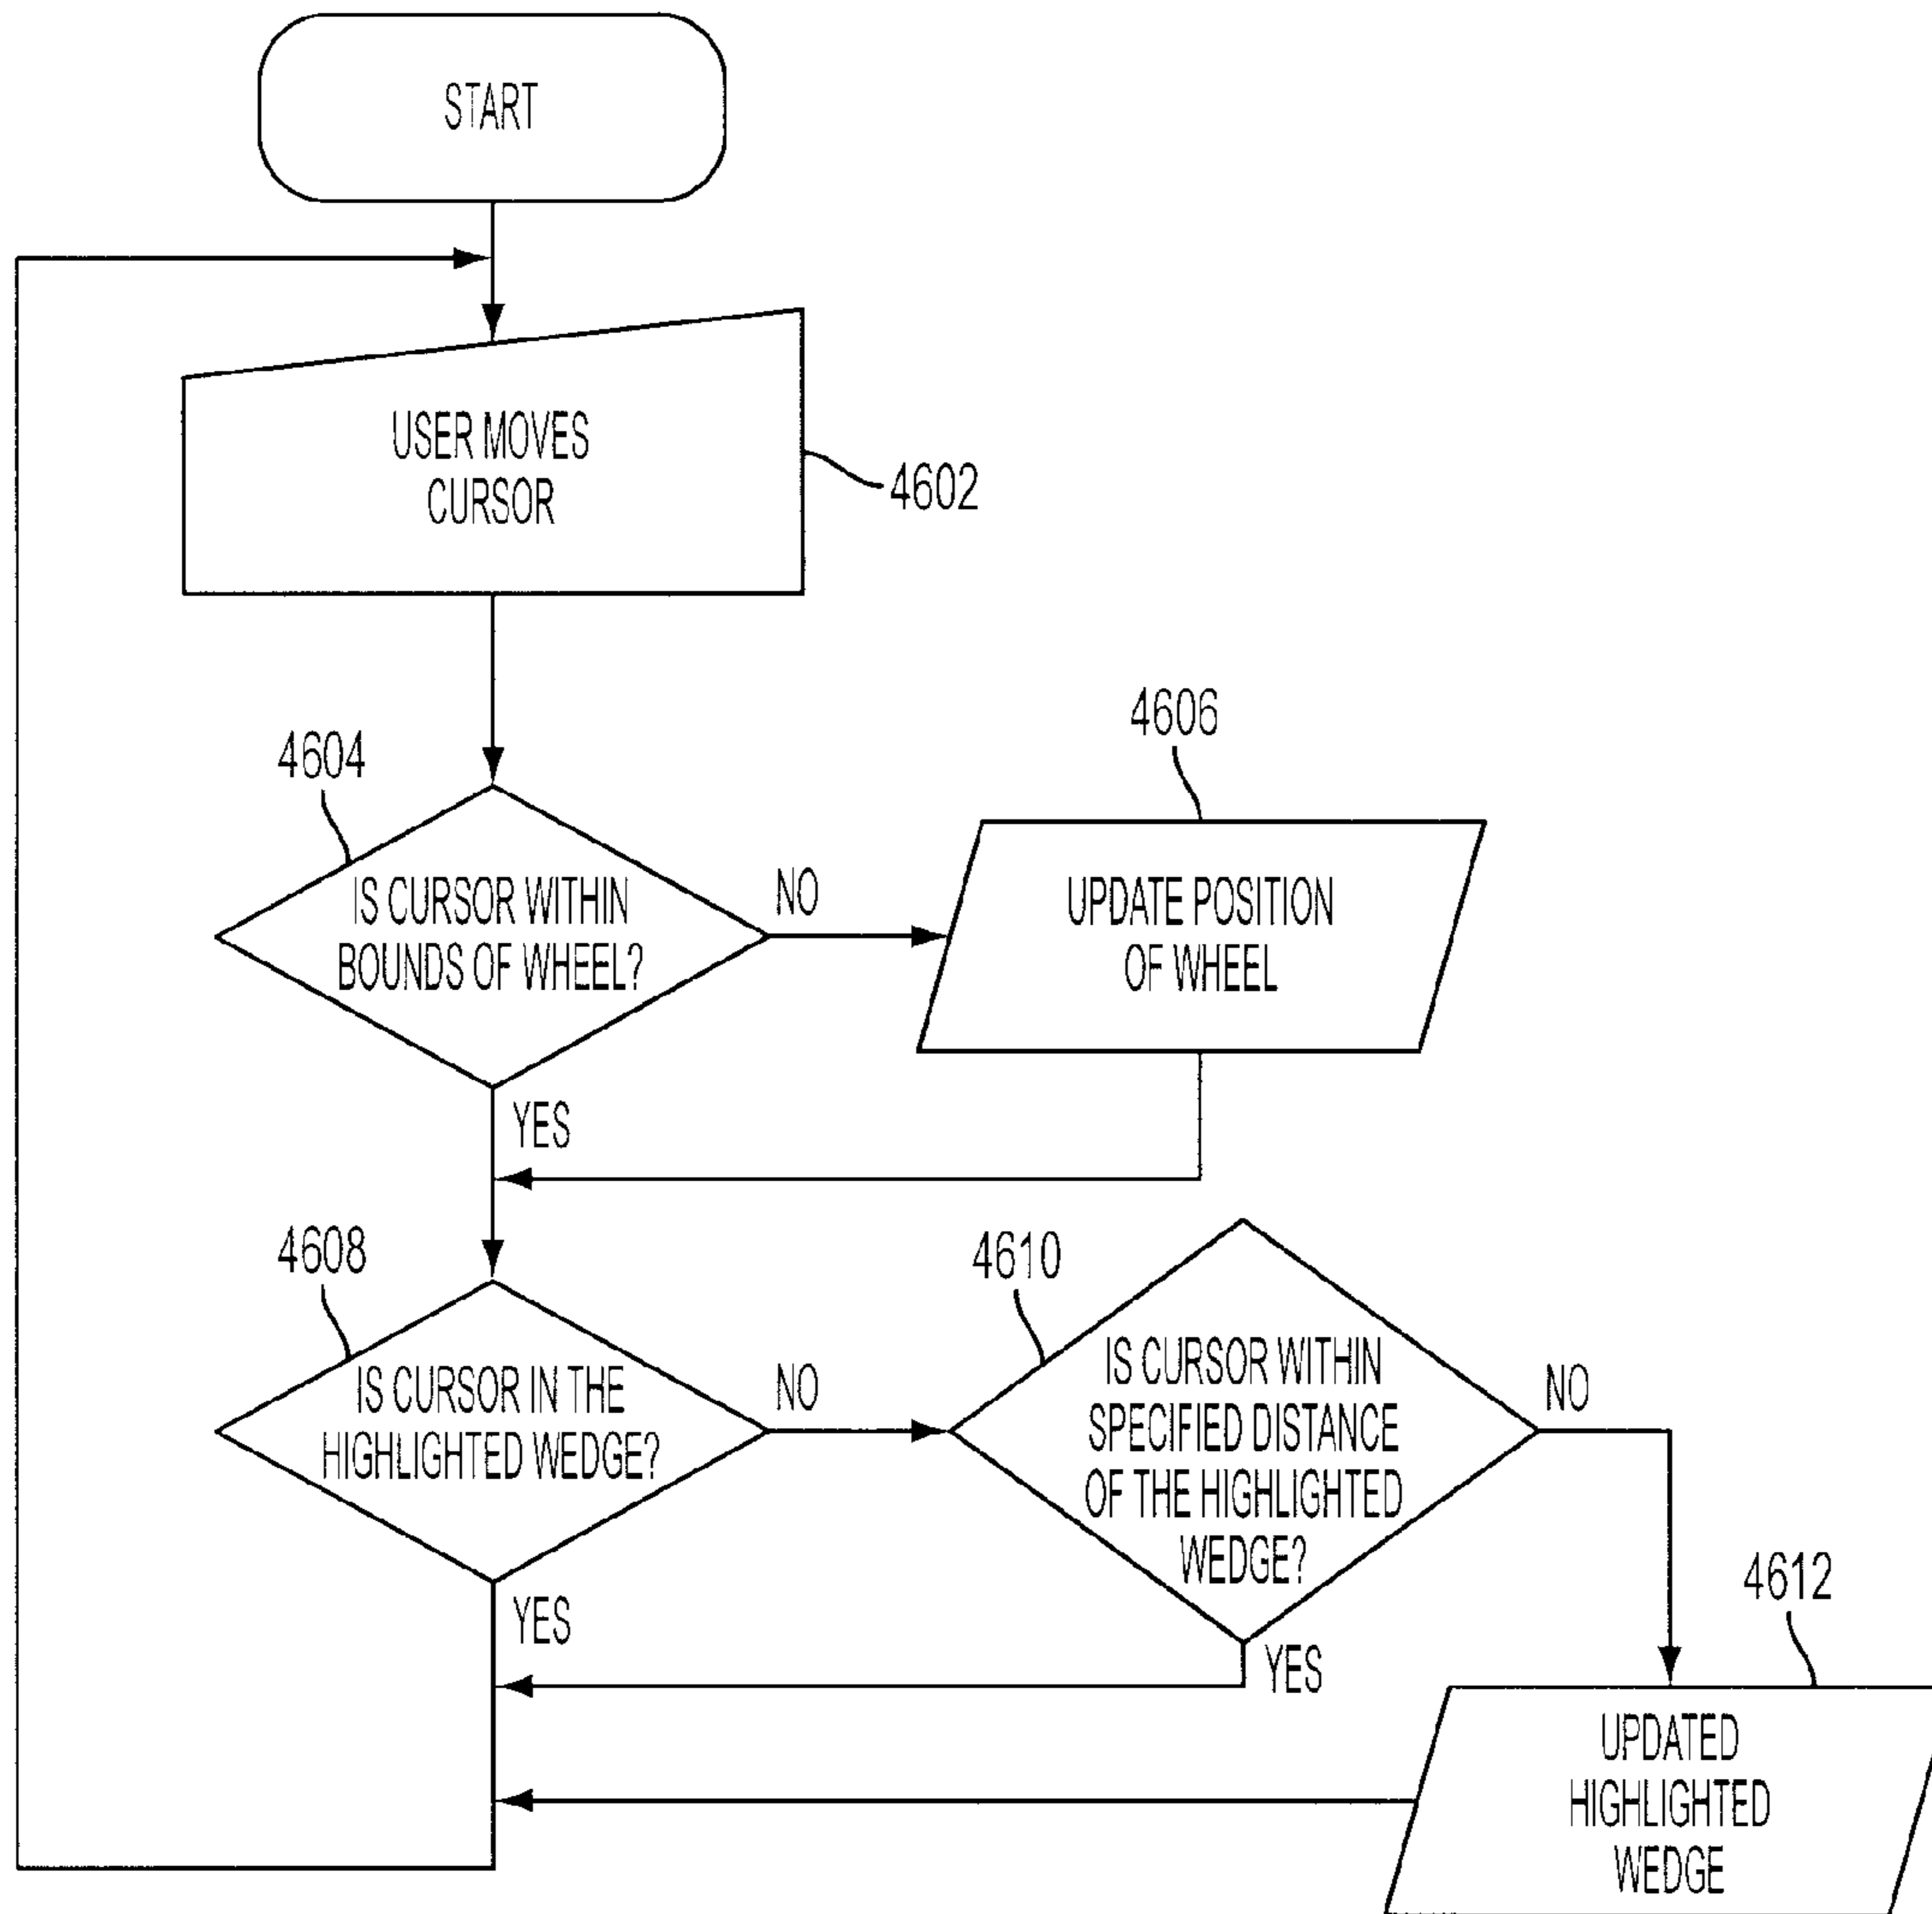 START
USER MOVES
CURSOR
4602
4604
IS CURSOR WITHIN
BOUNDS OF WHEEL?
NO
YES
4606
UPDATE POSITION
OF WHEEL
4608
IS CURSOR IN THE
HIGHLIGHTED WEDGE?
NO
YES
4610
IS CURSOR WITHIN
SPECIFIED DISTANCE
OF THE HIGHLIGHTED
WEDGE?
NO
YES
4612
UPDATED
HIGHLIGHTED
WEDGE